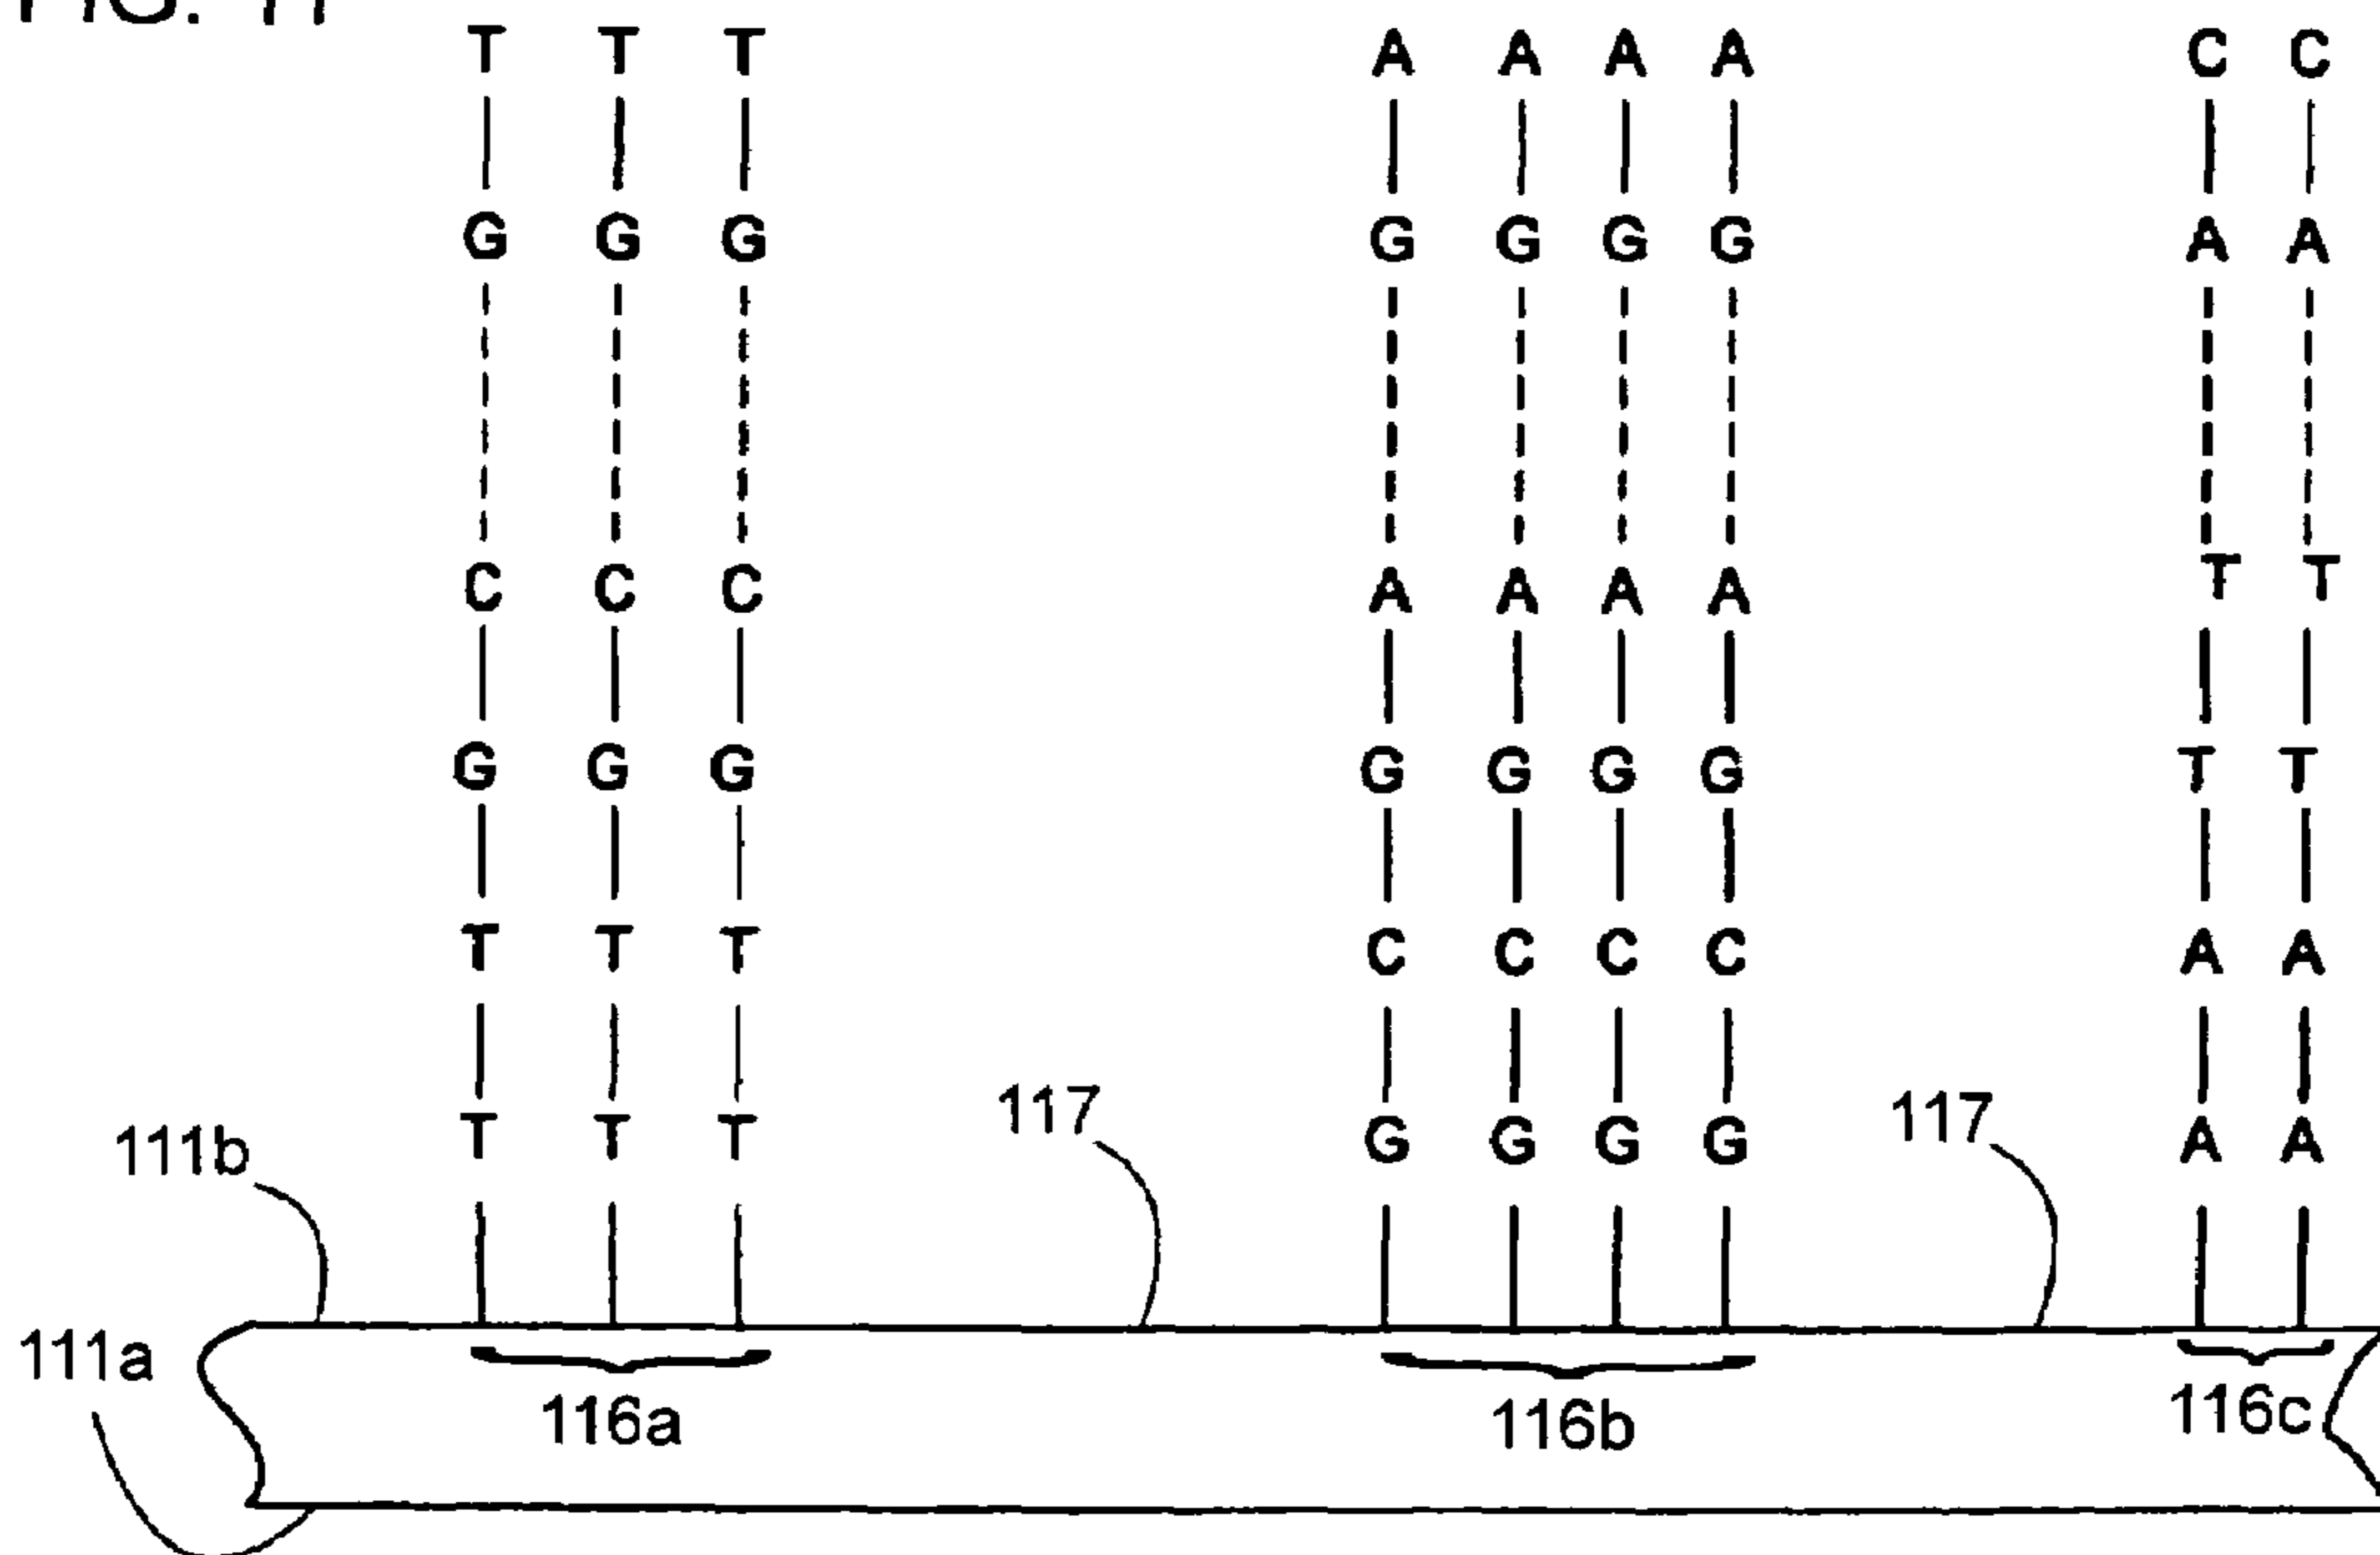 T T T A A A A C C
G G G G G G G A A
C C C A A A A T T
G G G G G G G T T
T T T C C C C A A
T T T G G G G A A
117
117
111b
111a
116a
116b
116c